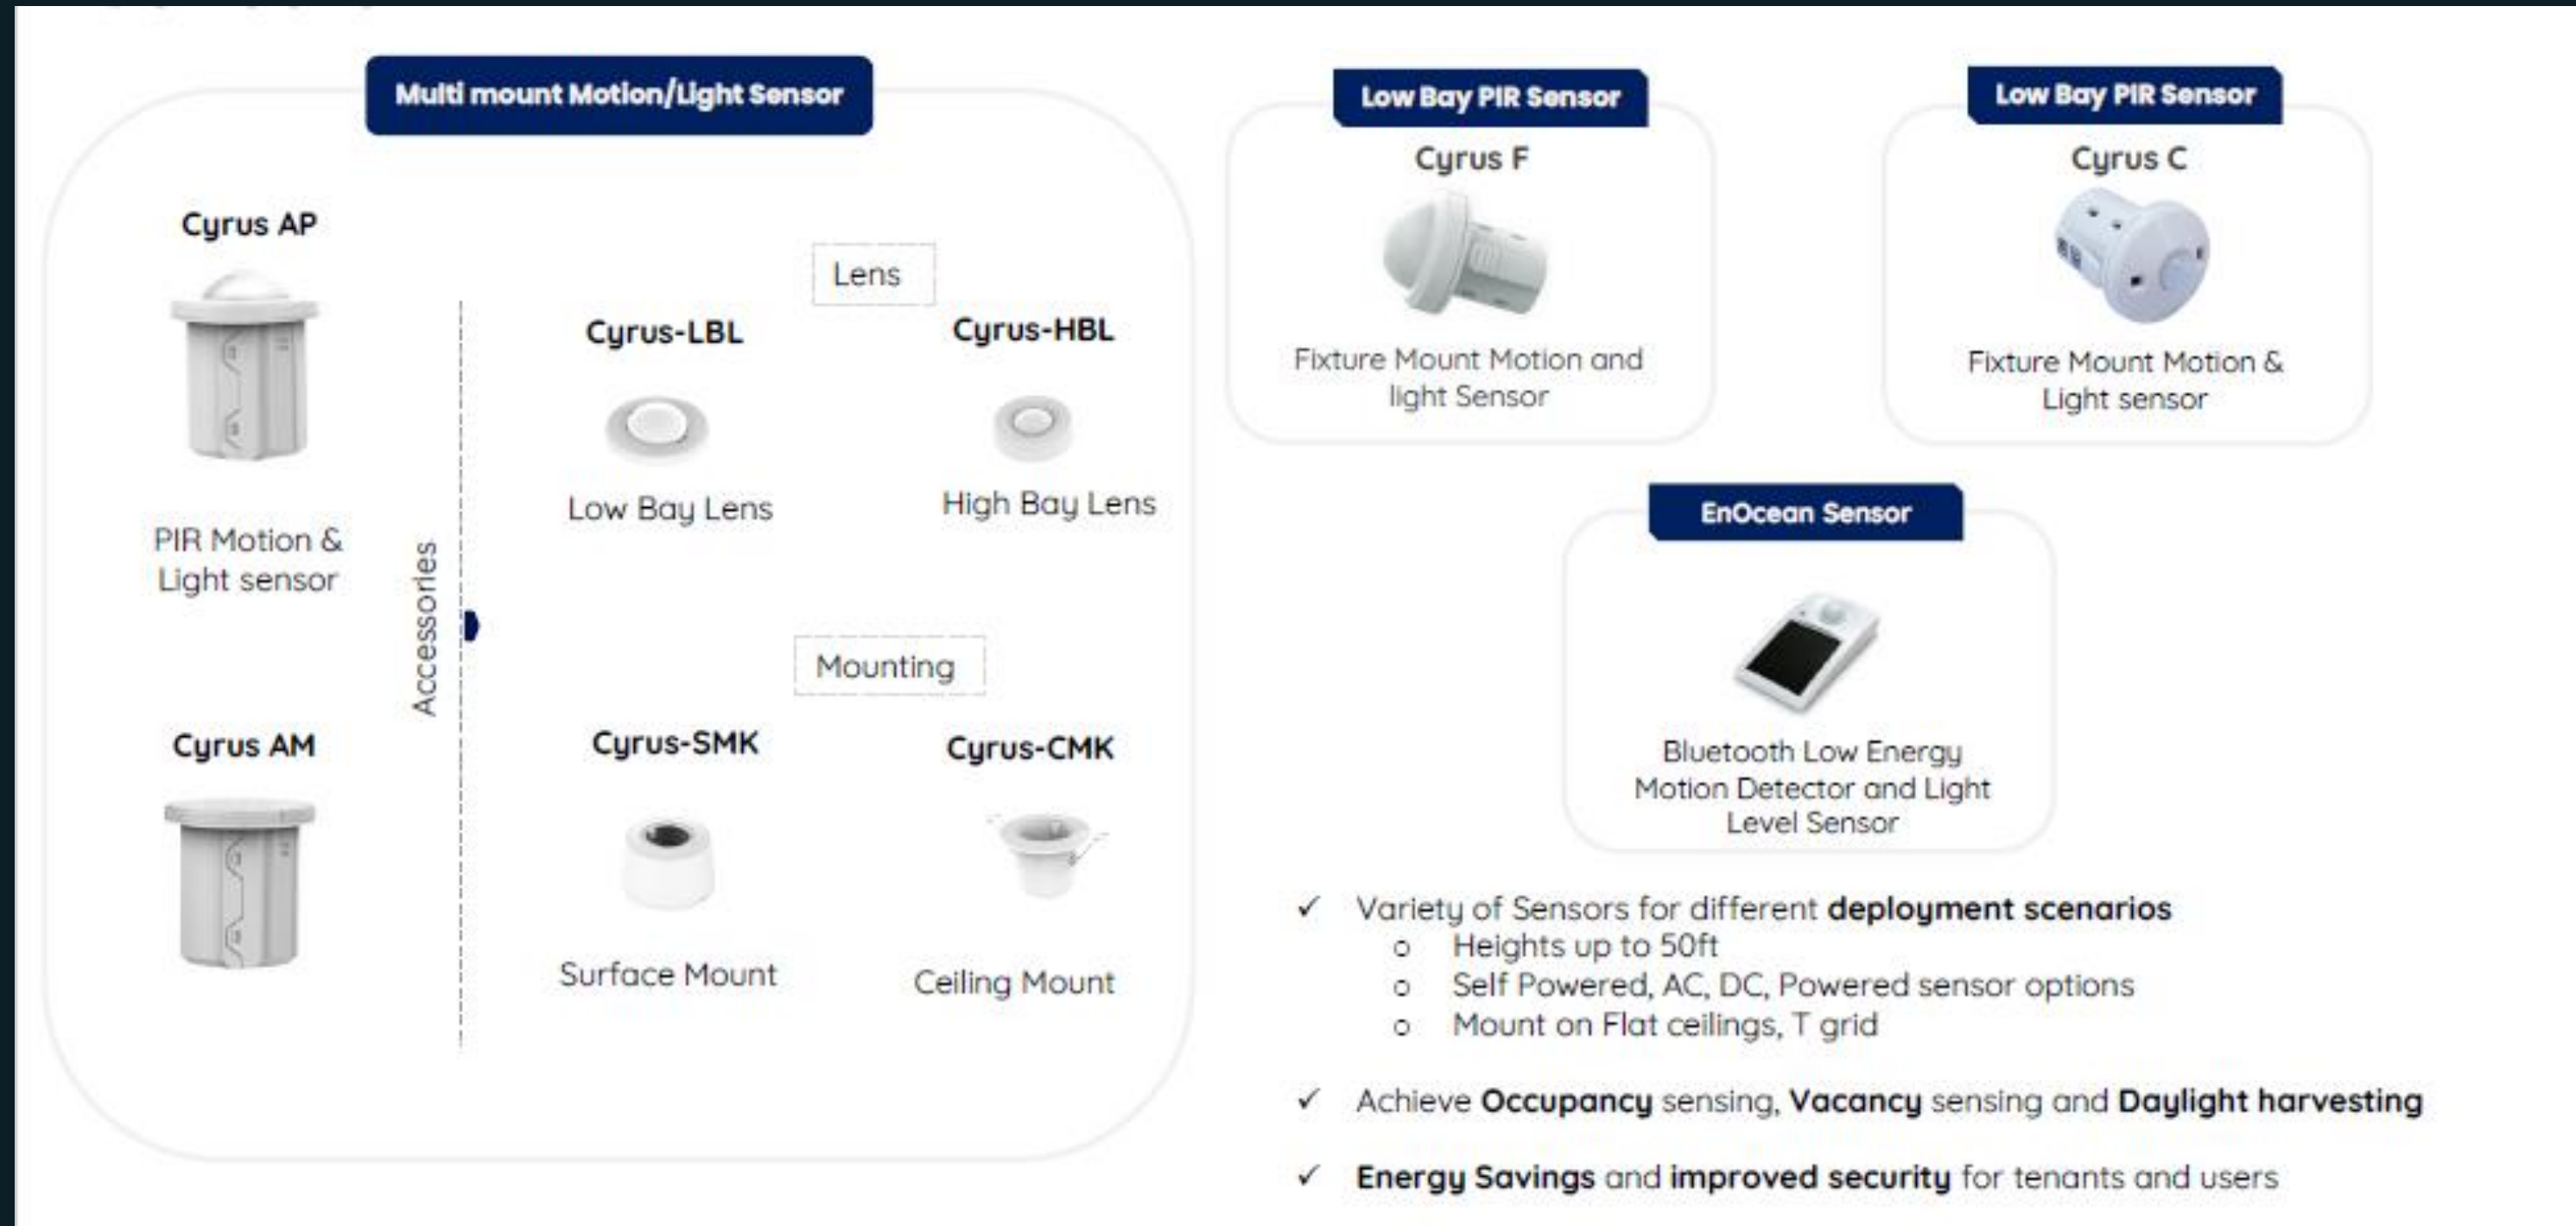 Multi mount Motion/Light Sensor
Cyrus AP
PIR Motion &
Light sensor
Cyrus AM
Accessories
Lens
Cyrus-LBL
Low Bay Lens
Cyrus-HBL
High Bay Lens
Mounting
Cyrus-SMK
Surface Mount
Cyrus-CMK
Ceiling Mount
Low Bay PIR Sensor
Cyrus F
Fixture Mount Motion and
light Sensor
Low Bay PIR Sensor
Cyrus C
Fixture Mount Motion &
Light sensor
EnOcean Sensor
Bluetooth Low Energy
Motion Detector and Light
Level Sensor
✓ Variety of Sensors for different deployment scenarios
o Heights up to 50ft
o Self Powered, AC, DC, Powered sensor options
o Mount on Flat ceilings, T grid
✓ Achieve Occupancy sensing, Vacancy sensing and Daylight harvesting
✓ Energy Savings and improved security for tenants and users